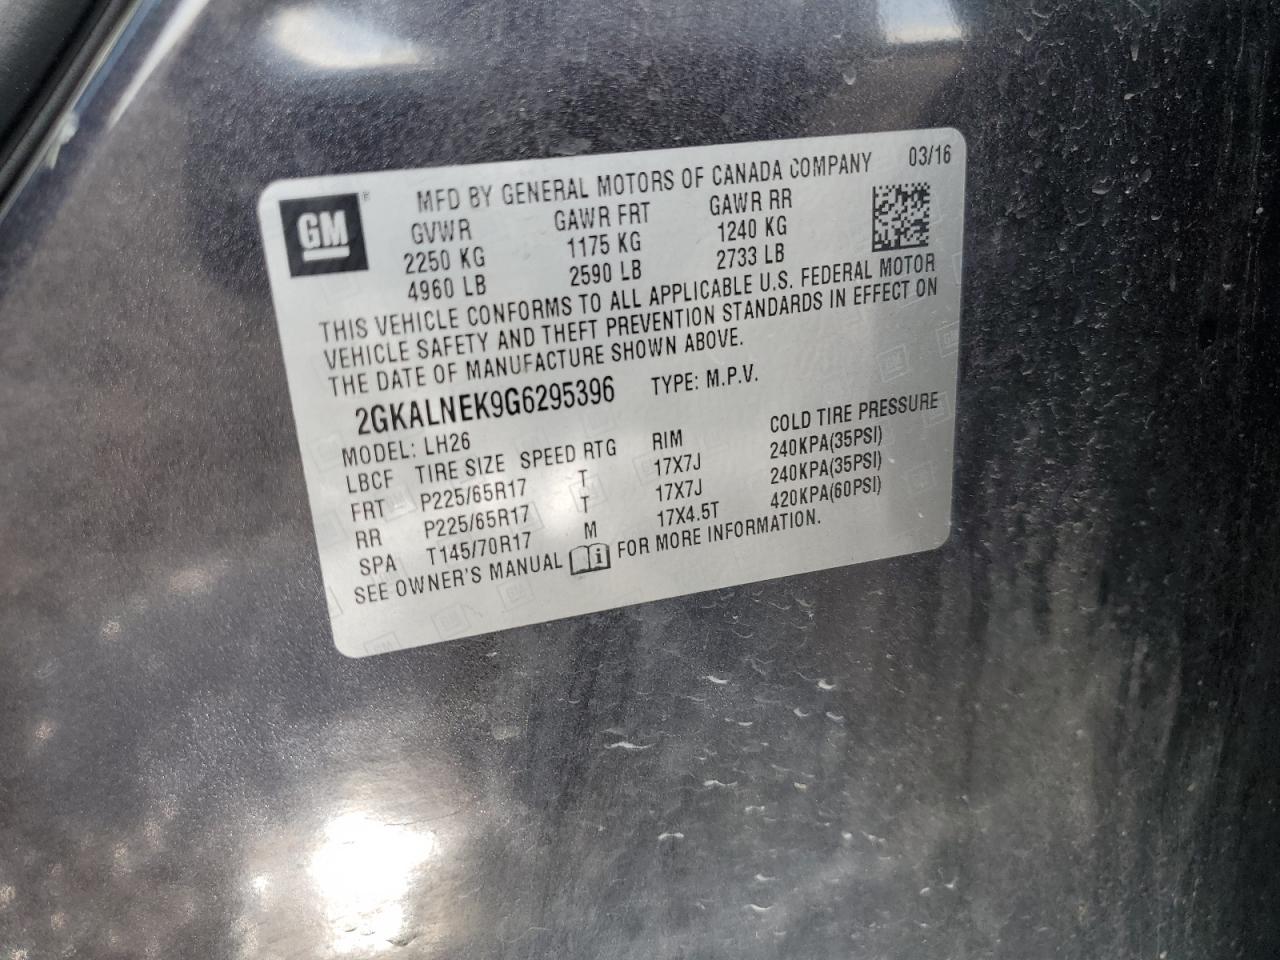 GM ® MFD BY GENERAL MOTORS OF CANADA COMPANY 03/16
GVWR GAWR FRT GAWR RR
2250 KG 1175 KG 1240 KG
4960 LB 2590 LB 2733 LB
THIS VEHICLE CONFORMS TO ALL APPLICABLE U.S. FEDERAL MOTOR
VEHICLE SAFETY AND THEFT PREVENTION STANDARDS IN EFFECT ON
THE DATE OF MANUFACTURE SHOWN ABOVE.
2GKALNEK9G6295396 TYPE: M.P.V.
MODEL: LH26
LBCF TIRE SIZE SPEED RTG RIM COLD TIRE PRESSURE
FRT P225/65R17 T 17X7J 240KPA(35PSI)
RR P225/65R17 T 17X7J 240KPA(35PSI)
SPA T145/70R17 M 17X4.5T 420KPA(60PSI)
SEE OWNER'S MANUAL FOR MORE INFORMATION.